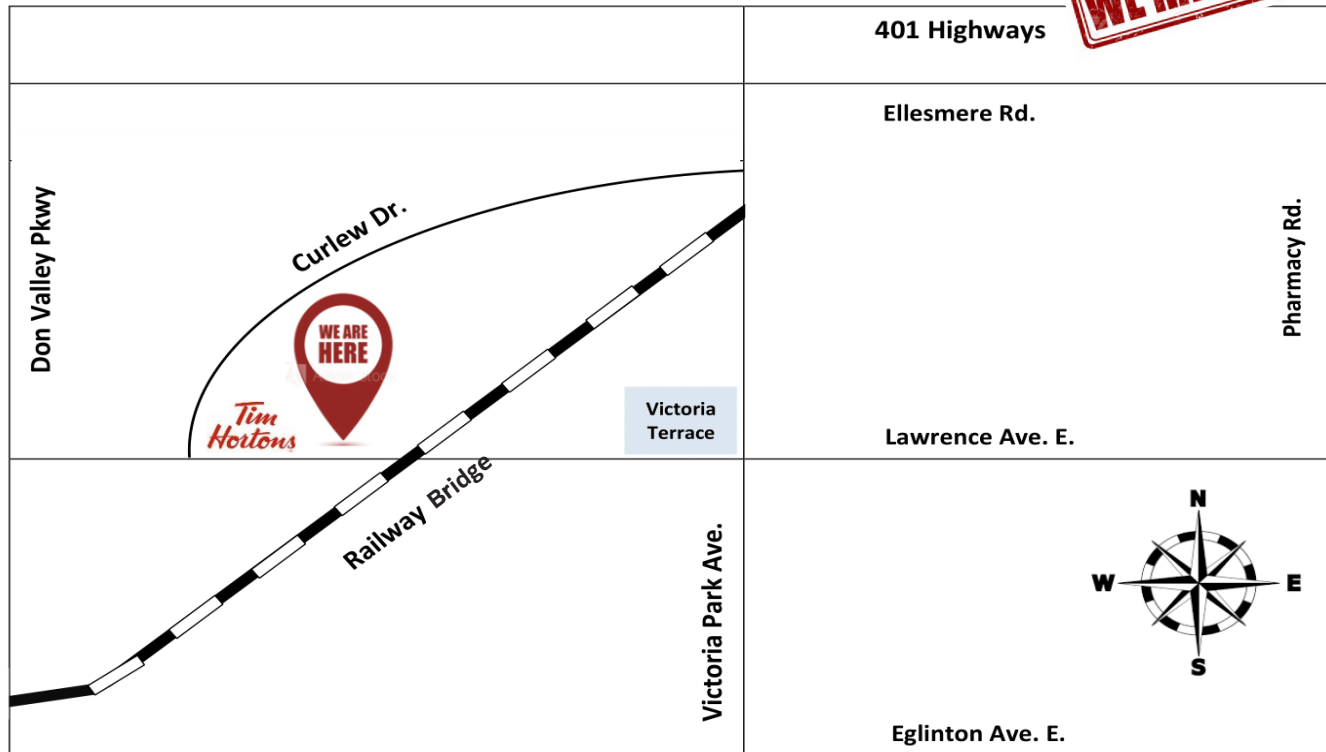 401 Highways
Ellesmere Rd.
Don Valley Pkwy
Curlew Dr.
Pharmacy Rd.
WE ARE
HERE
Tim
Hortons
Victoria
Terrace
Lawrence Ave. E.
Railway Bridge
Victoria Park Ave.
N
W
E
S
Eglinton Ave. E.